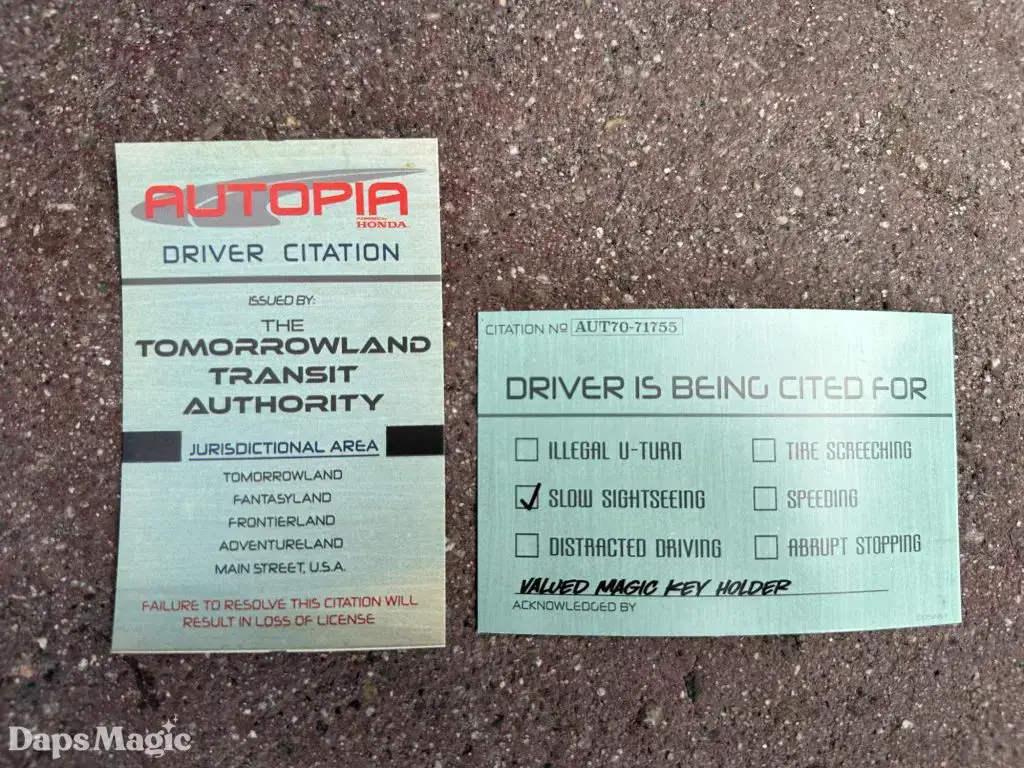 AUTOPIA
POWERED by
HONDA
DRIVER CITATION
ISSUED BY:
THE
TOMORROWLAND
TRANSIT
AUTHORITY
JURISDICTIONAL AREA
TOMORROWLAND
FANTASYLAND
FRONTIERLAND
ADVENTURELAND
MAIN STREET, U.S.A.
FAILURE TO RESOLVE THIS CITATION WILL
RESULT IN LOSS OF LICENSE
CITATION Nº AUT70-71755
DRIVER IS BEING CITED FOR
ILLEGAL U-TURN
TIRE SCREECHING
SLOW SIGHTSEEING
SPEEDING
DISTRACTED DRIVING
ABRUPT STOPPING
VALUED MAGIC KEY HOLDER
ACKNOWLEDGED BY
©DISNEY
DapsMagic